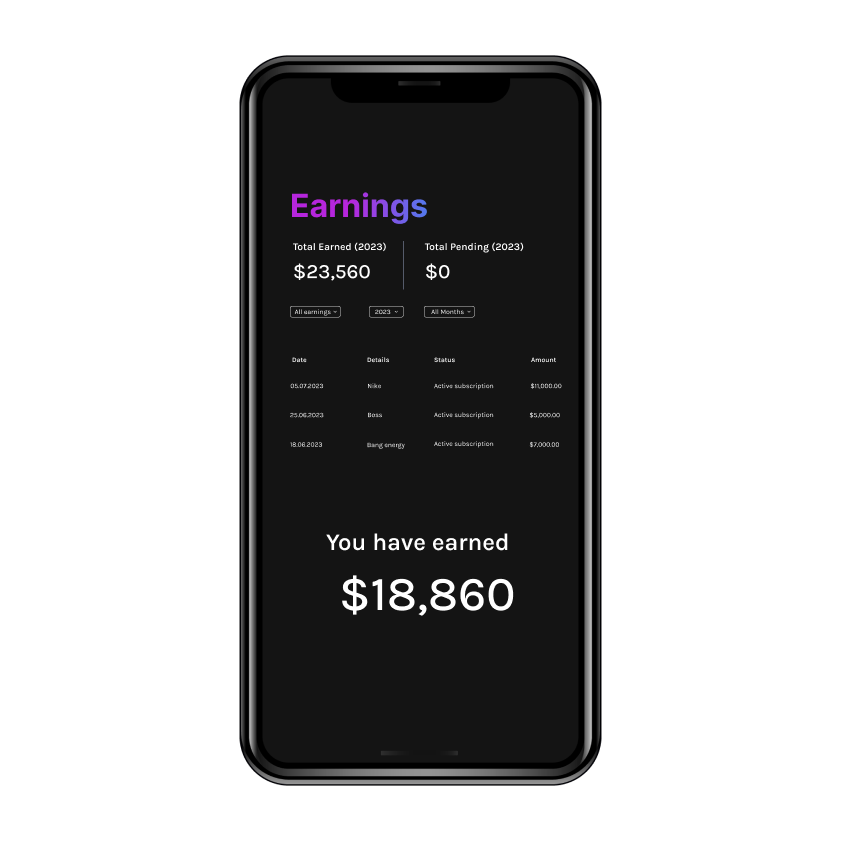 Earnings
Total Earned (2023) Total Pending (2023)
$23,560 $0
All earnings 2023 All Months
Date Details Status Amount
05.07.2023 Nike Active subscription $11,000.00
25.06.2023 Boss Active subscription $5,000.00
18.06.2023 Bang energy Active subscription $7,000.00
You have earned
$18,860